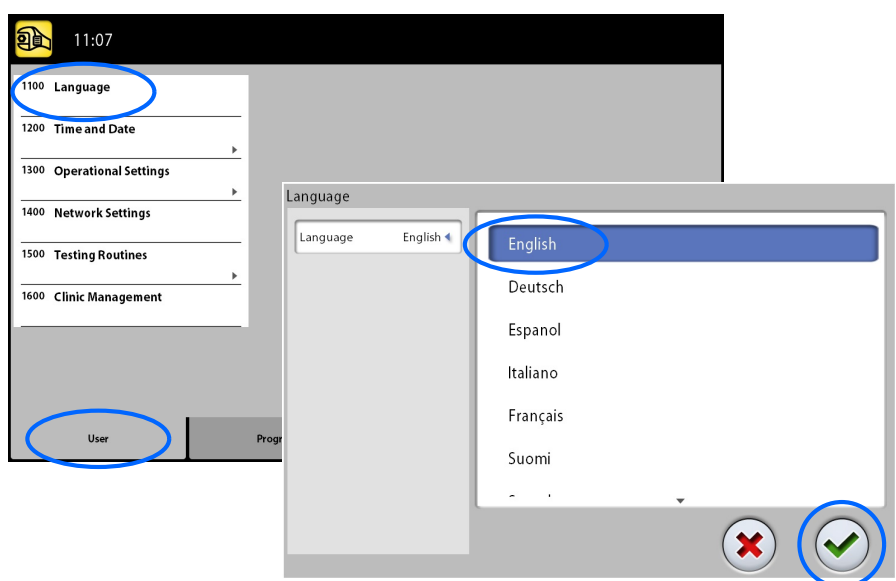 11:07
1100 Language
1200 Time and Date
1300 Operational Settings
1400 Network Settings
1500 Testing Routines
1600 Clinic Management
User
Language
Language English
English
Deutsch
Espanol
Italiano
Français
Suomi